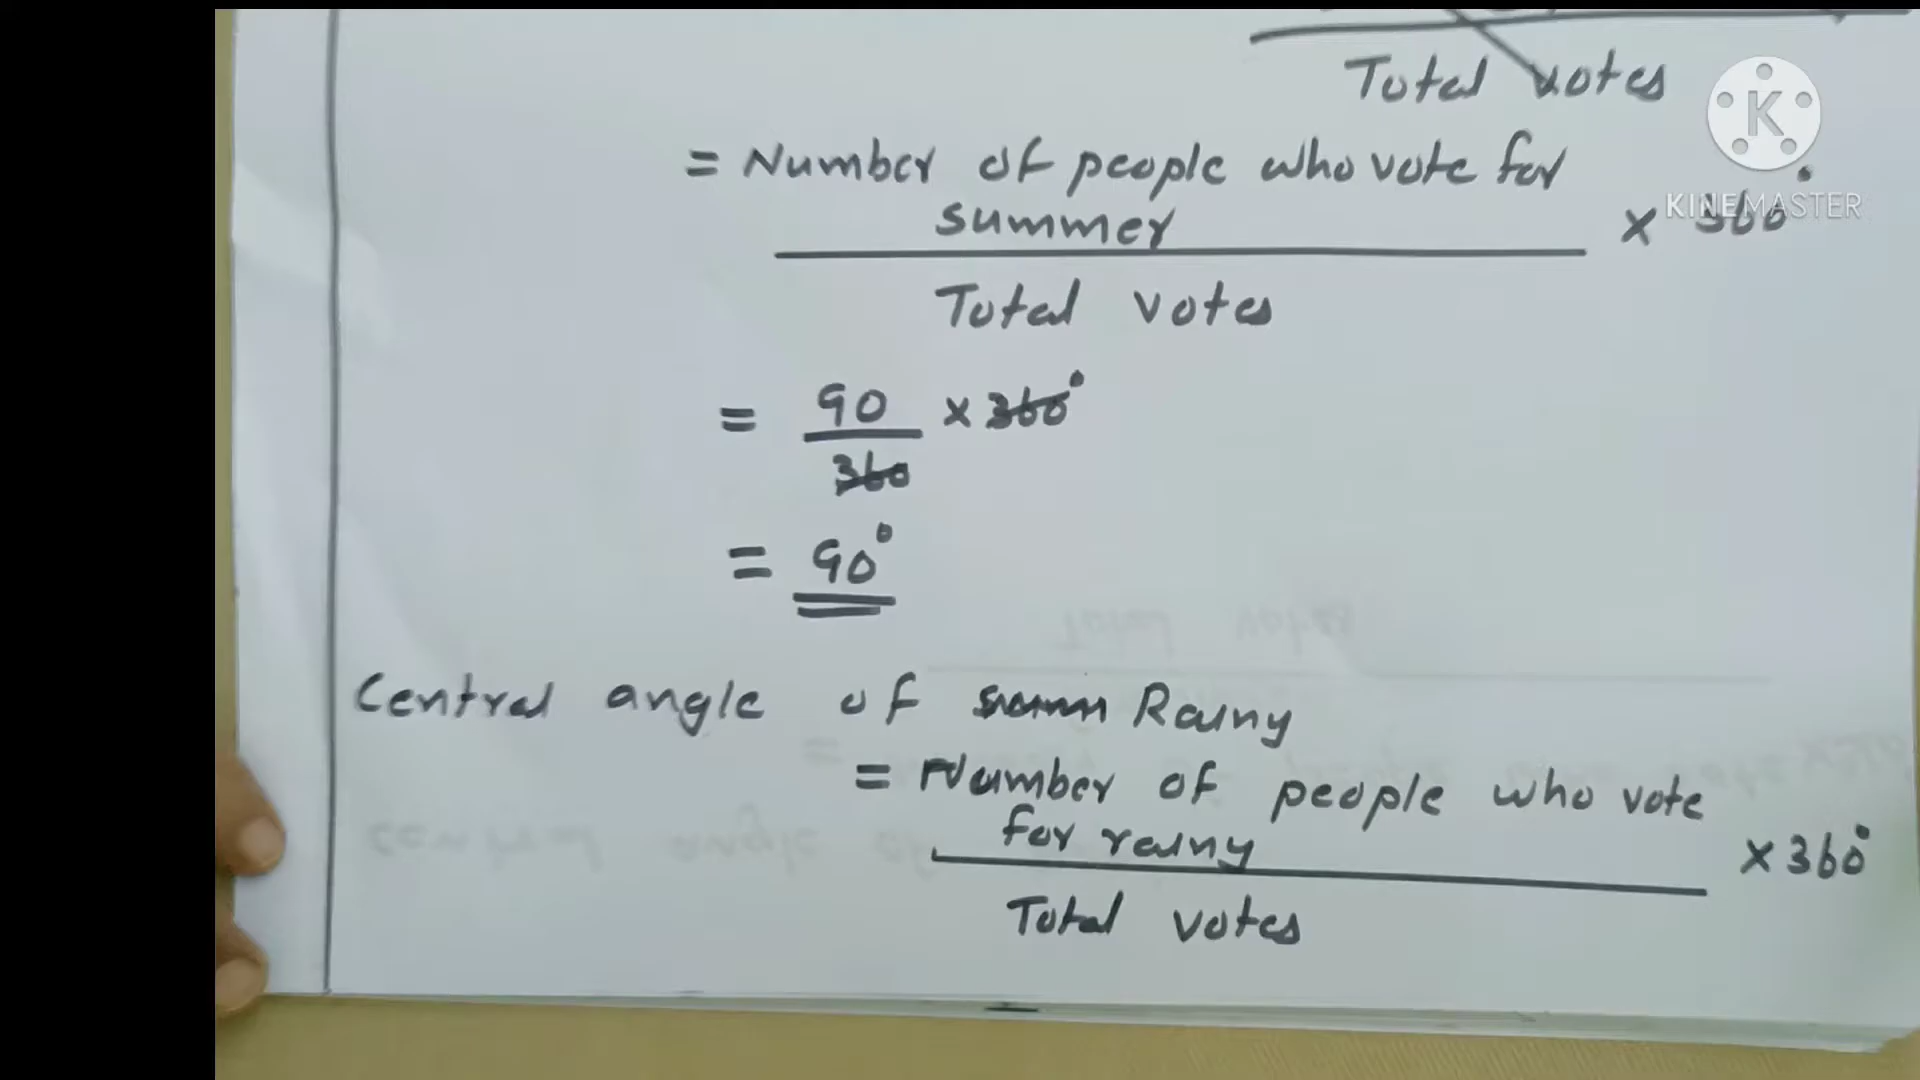 Total votes
= Number of people who vote for
summer
x 360°
Total votes
= 90 x 360°
360
= 90°
Central angle of summ Rainy
= Number of people who vote
for rainy
x 360°
Total votes
K
KINEMASTER